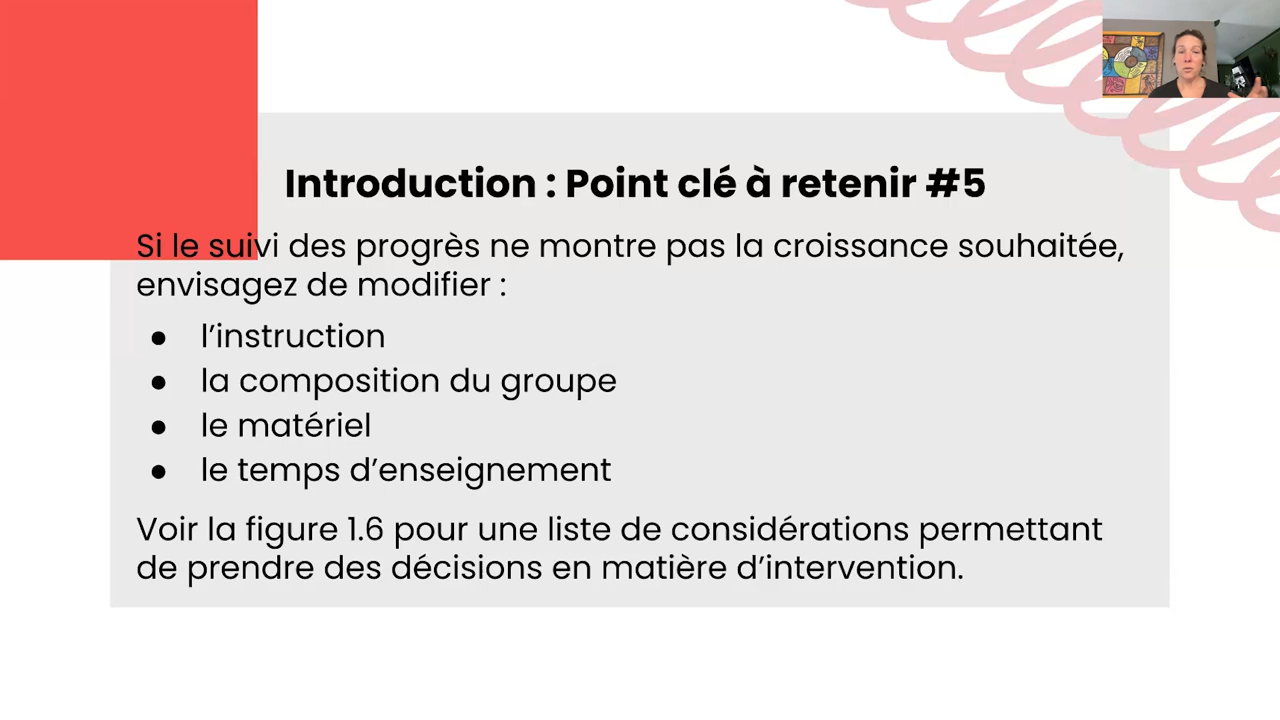 Introduction : Point clé à retenir #5
Si le suivi des progrès ne montre pas la croissance souhaitée,
envisagez de modifier :
● l’instruction
● la composition du groupe
● le matériel
● le temps d’enseignement
Voir la figure 1.6 pour une liste de considérations permettant
de prendre des décisions en matière d’intervention.